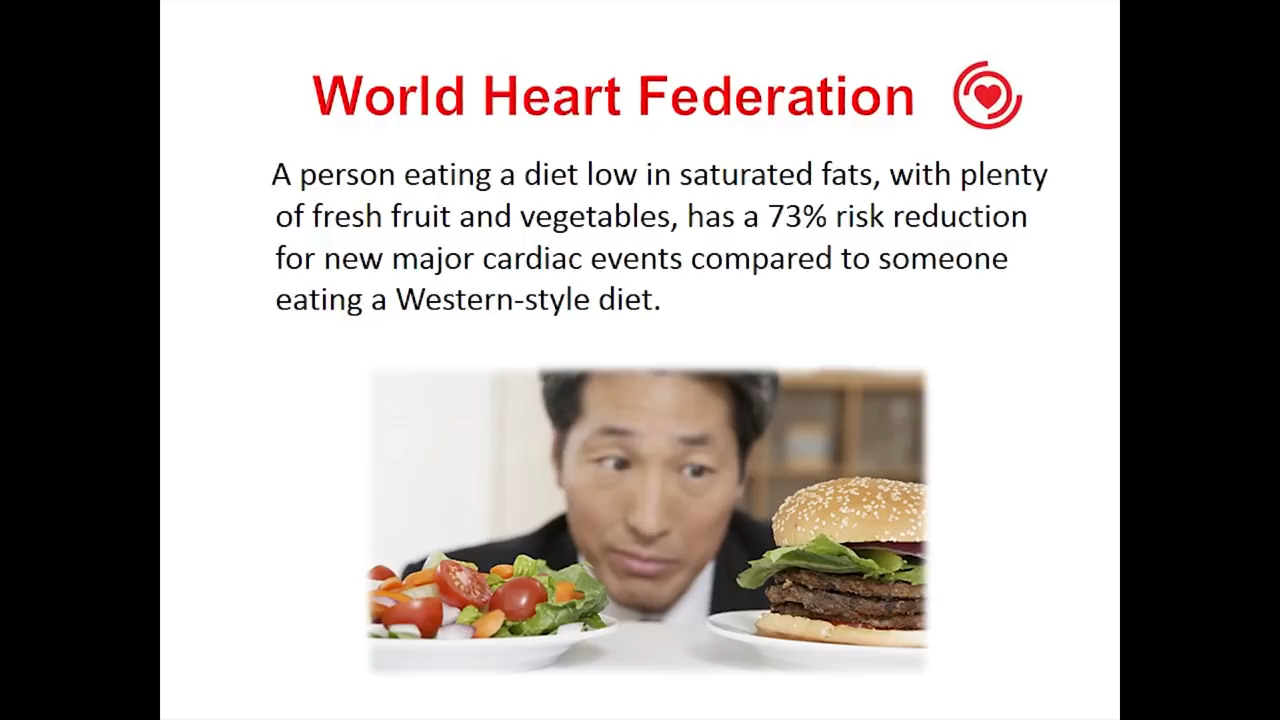 World Heart Federation
A person eating a diet low in saturated fats, with plenty
of fresh fruit and vegetables, has a 73% risk reduction
for new major cardiac events compared to someone
eating a Western-style diet.